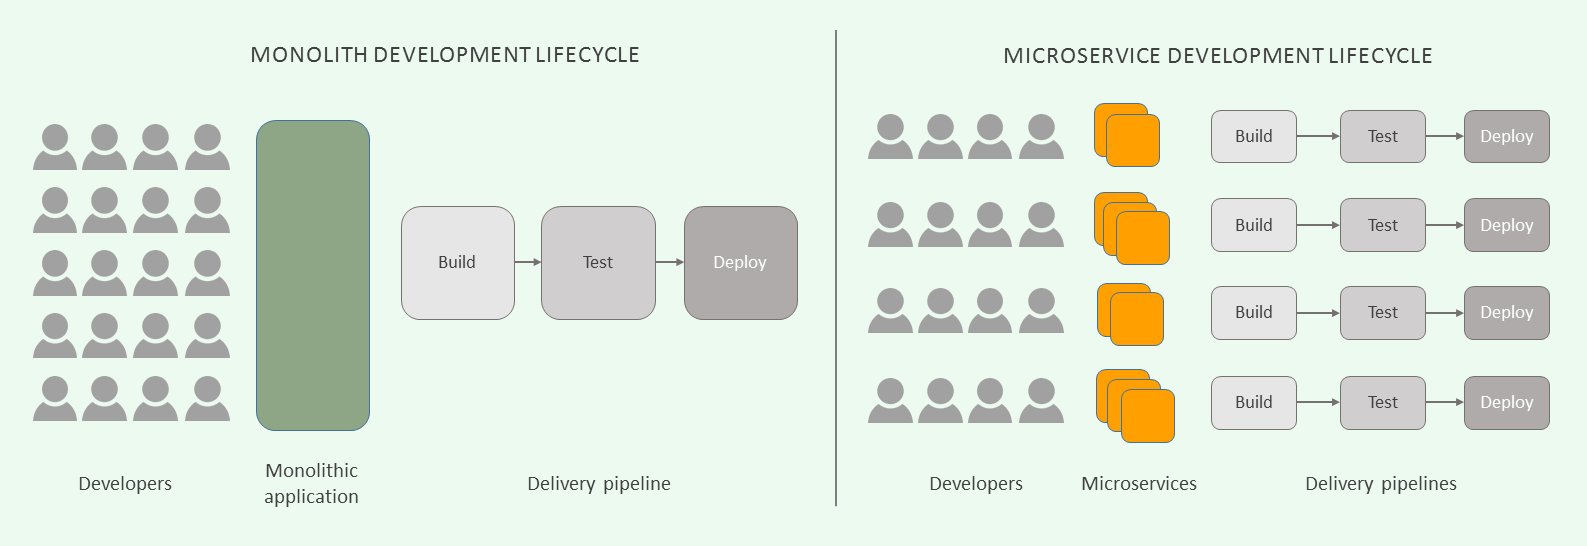 MONOLITH DEVELOPMENT LIFECYCLE
Build
Test
Deploy
Developers
Monolithic
application
Delivery pipeline
MICROSERVICE DEVELOPMENT LIFECYCLE
Build
Test
Deploy
Build
Test
Deploy
Build
Test
Deploy
Build
Test
Deploy
Developers
Microservices
Delivery pipelines